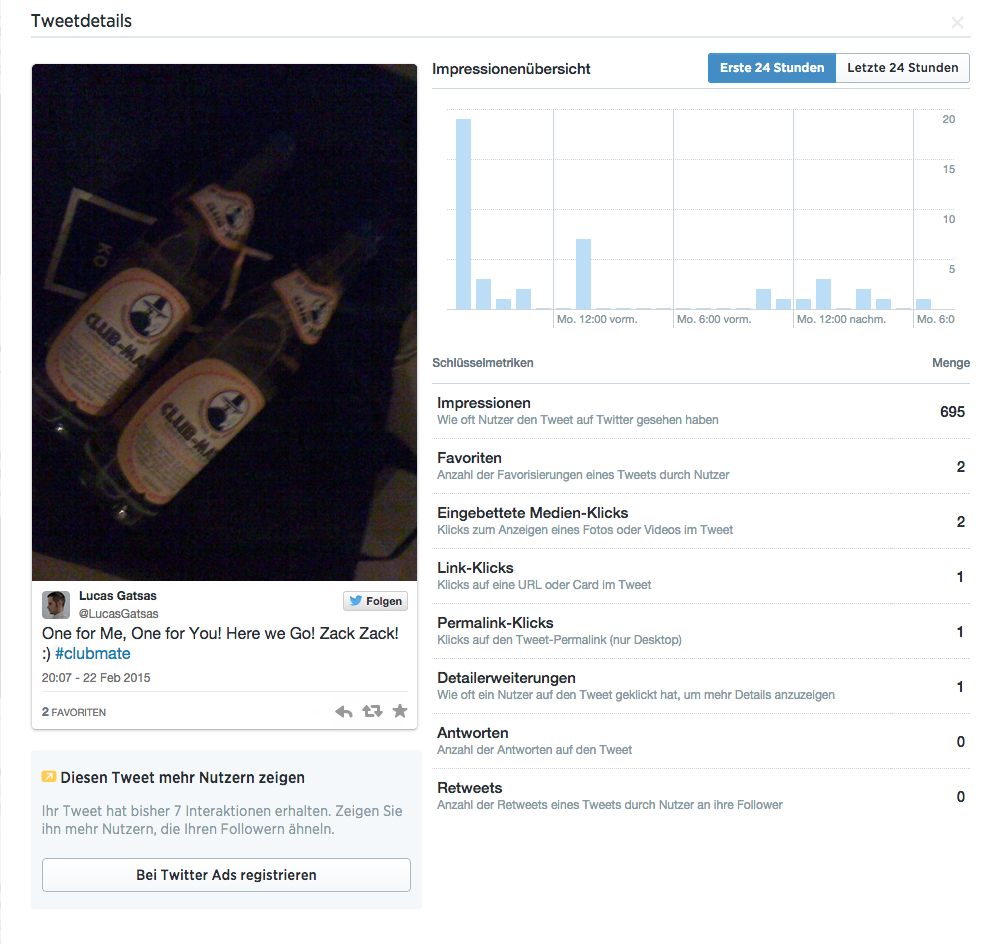 Tweetdetails
KO
CLUB-MA
CLUB-MA
Lucas Gatsas
@LucasGatsas
Folgen
One for Me, One for You! Here we Go! Zack Zack!
:) #clubmate
20:07 - 22 Feb 2015
2 FAVORITEN
Diesen Tweet mehr Nutzern zeigen
Ihr Tweet hat bisher 7 Interaktionen erhalten. Zeigen Sie
ihn mehr Nutzern, die Ihren Followern ähneln.
Bei Twitter Ads registrieren
Impressionenübersicht
Erste 24 Stunden
Letzte 24 Stunden
20
15
10
5
Mo. 12:00 vorm.
Mo. 6:00 vorm.
Mo. 12:00 nachm.
Mo. 6:0
Schlüsselmetriken
Menge
Impressionen
695
Wie oft Nutzer den Tweet auf Twitter gesehen haben
Favoriten
2
Anzahl der Favorisierungen eines Tweets durch Nutzer
Eingebettete Medien-Klicks
2
Klicks zum Anzeigen eines Fotos oder Videos im Tweet
Link-Klicks
1
Klicks auf eine URL oder Card im Tweet
Permalink-Klicks
1
Klicks auf den Tweet-Permalink (nur Desktop)
Detailerweiterungen
1
Wie oft ein Nutzer auf den Tweet geklickt hat, um mehr Details anzuzeigen
Antworten
0
Anzahl der Antworten auf den Tweet
Retweets
0
Anzahl der Retweets eines Tweets durch Nutzer an ihre Follower